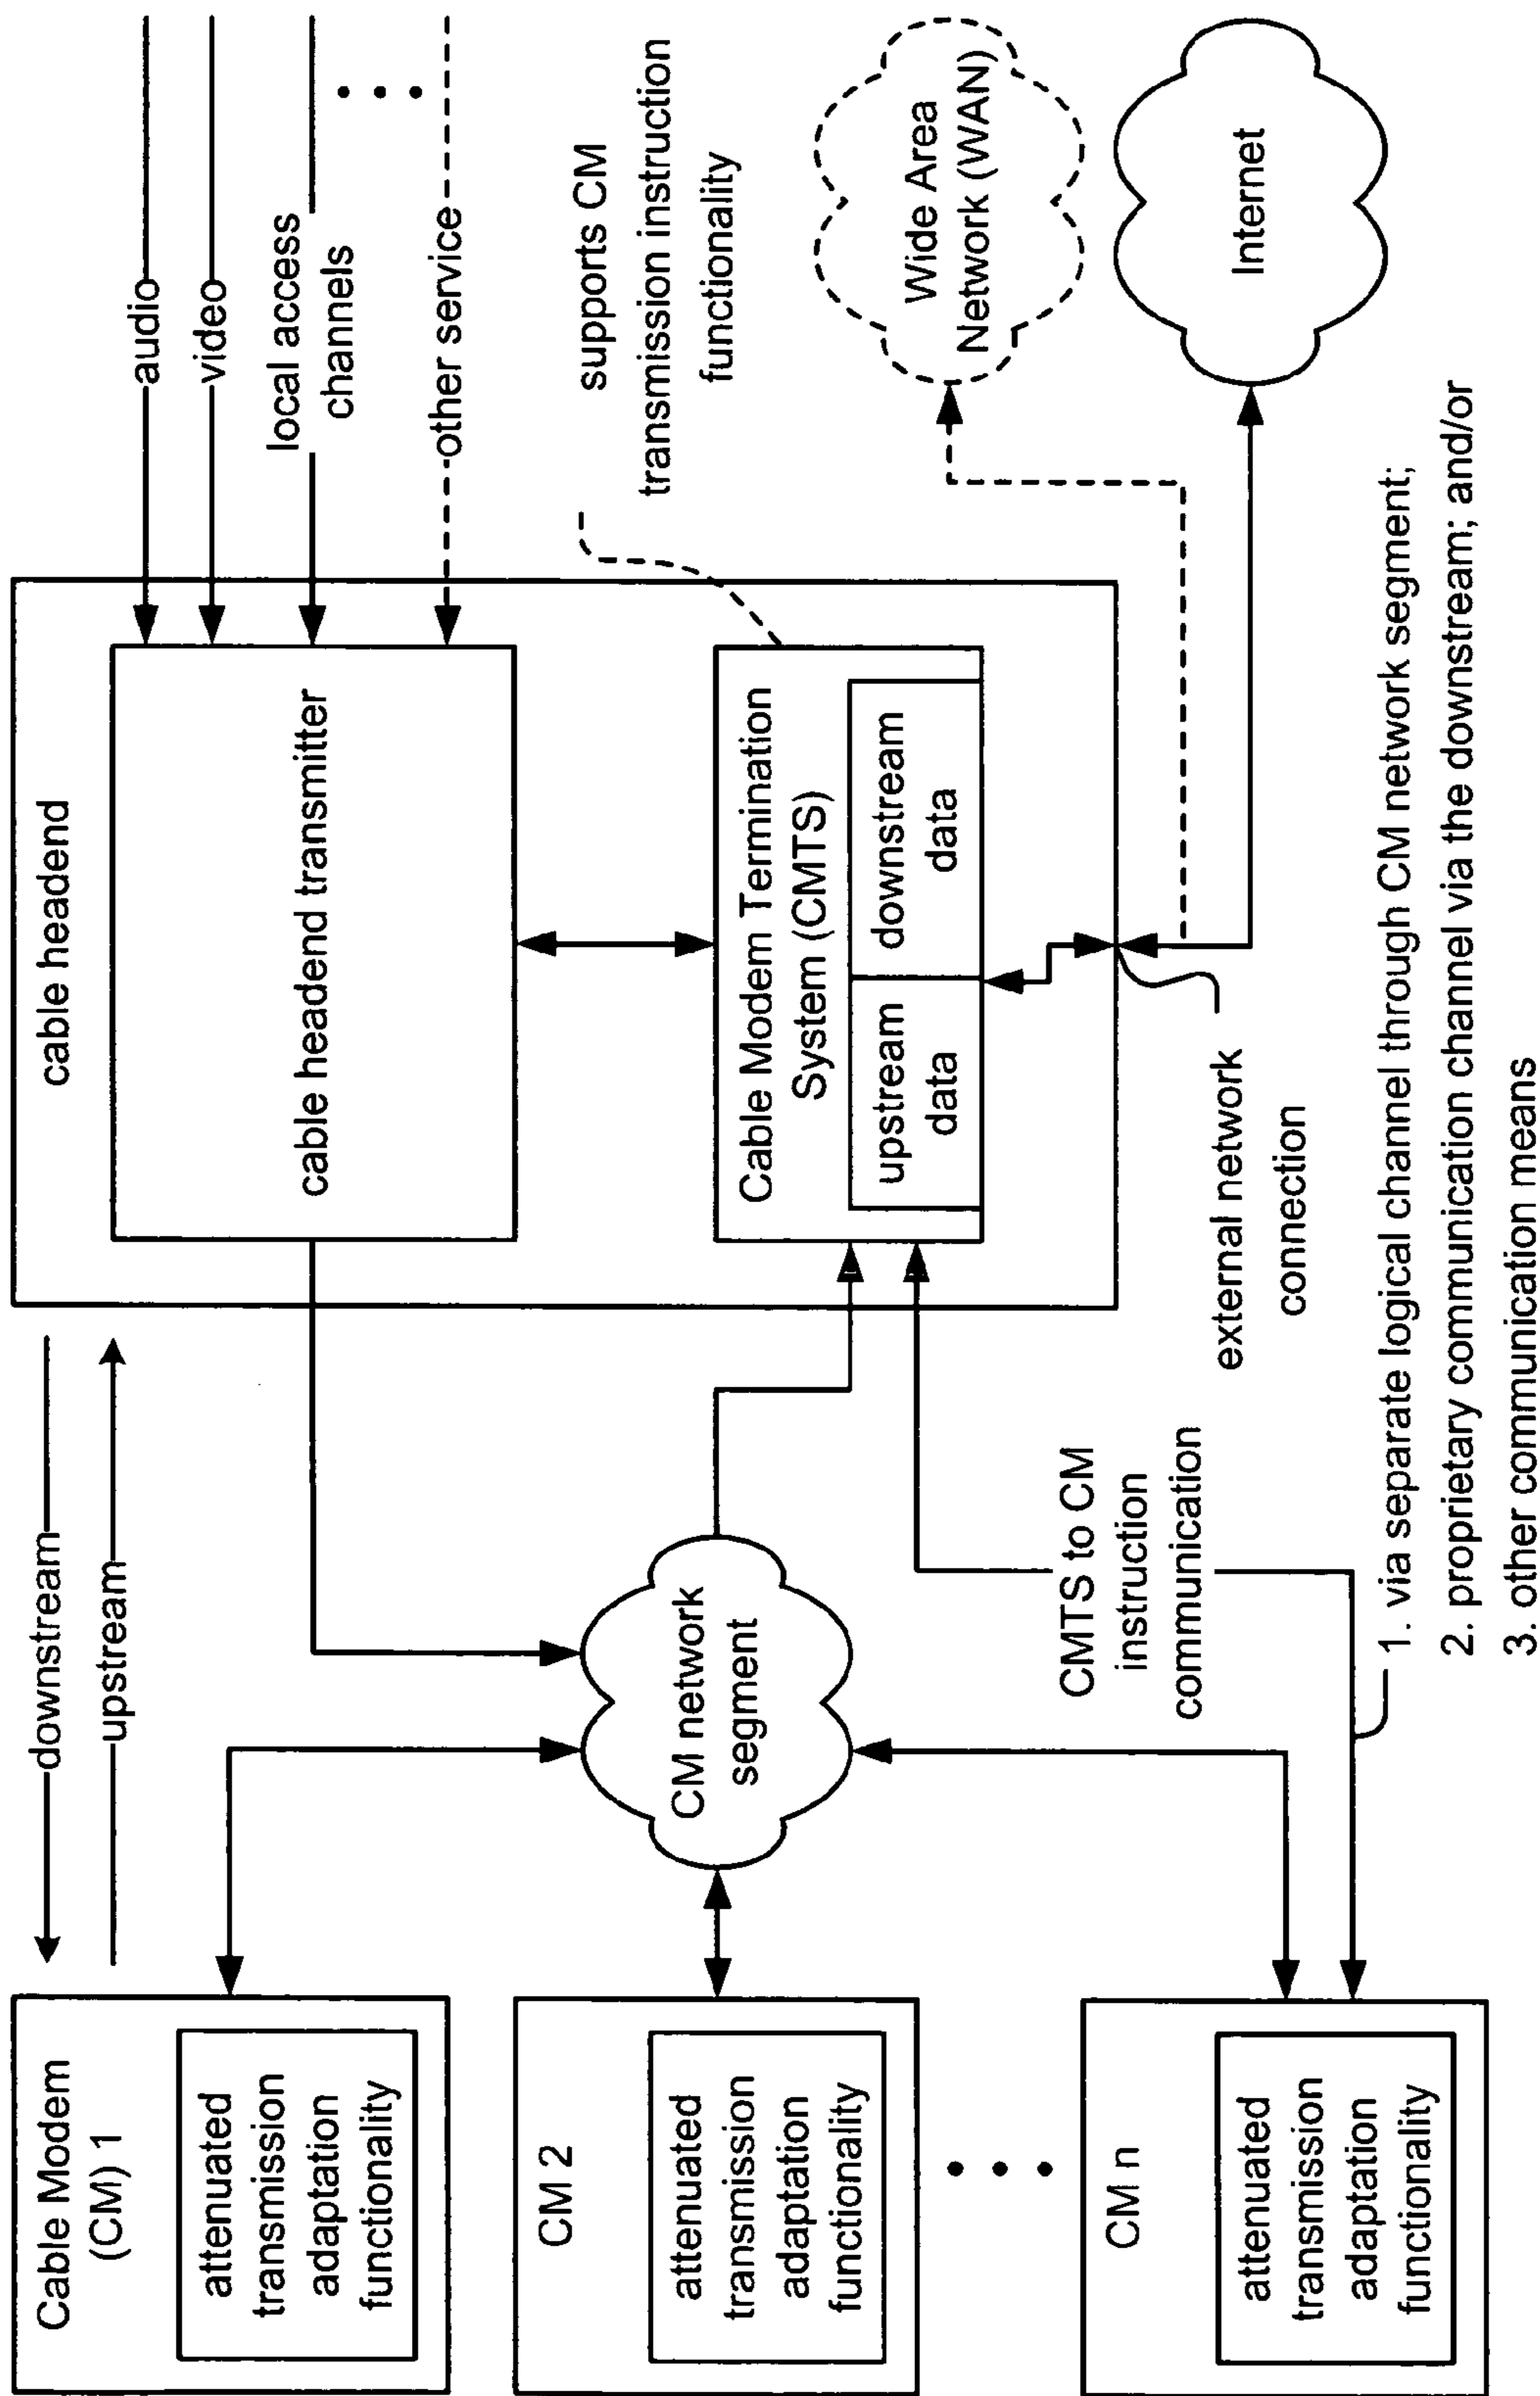 Cable Modem
(CM) 1
attenuated
transmission
adaptation
functionality
CM 2
attenuated
transmission
adaptation
functionality
CM n
attenuated
transmission
adaptation
functionality
downstream
upstream
CM network
segment
CMTS to CM
instruction
communication
cable headend
cable headend transmitter
Cable Modem Termination
System (CMTS)
upstream
data
downstream
data
external network
connection
audio
video
local access
channels
other service
supports CM
transmission instruction
functionality
Wide Area
Network (WAN)
Internet
1. via separate logical channel through CM network segment;
2. proprietary communication channel via the downstream; and/or
3. other communication means